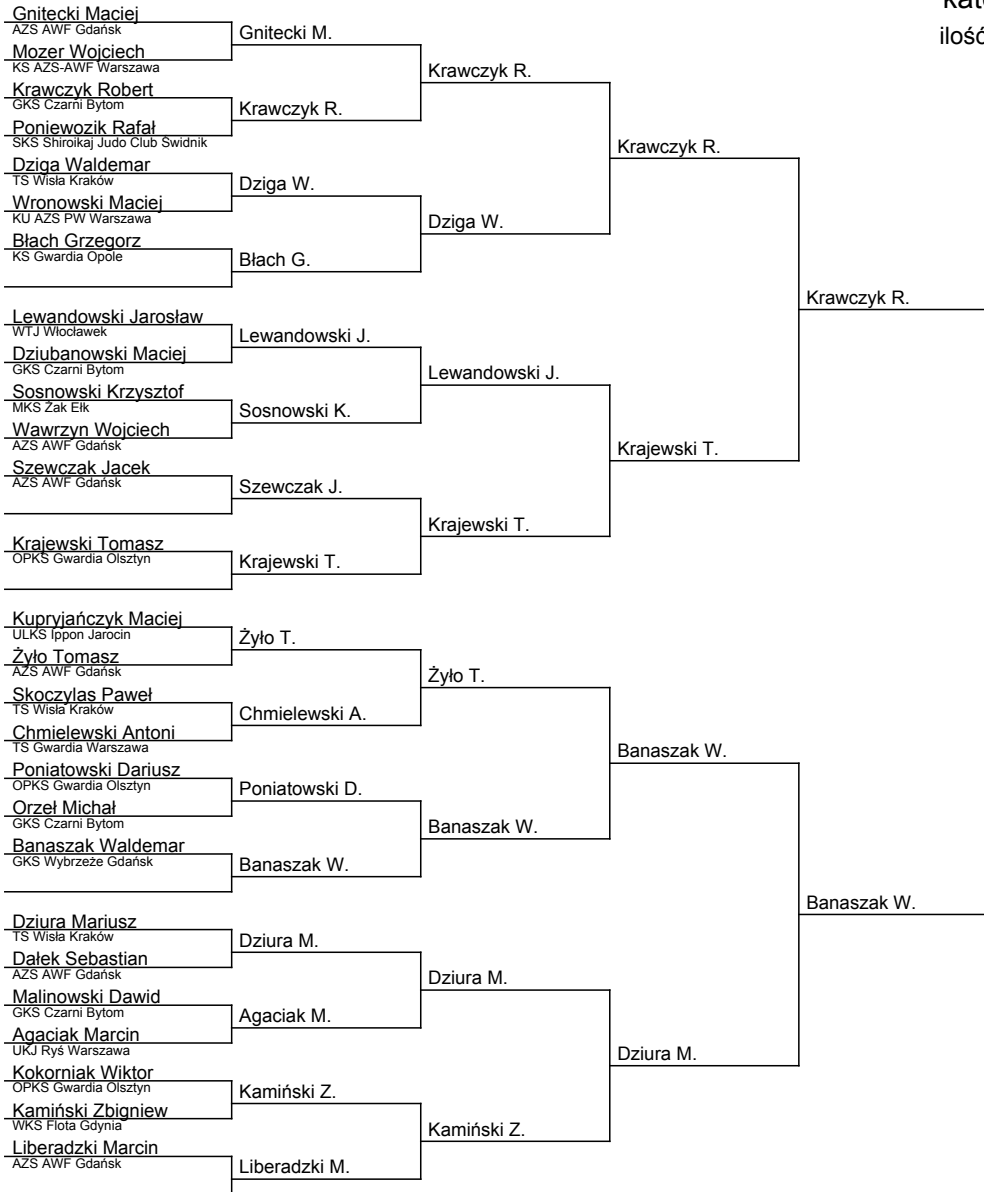 kat
ilość
Gnitecki Maciej
AZS AWF Gdańsk
Mozer Wojciech
KS AZS-AWF Warszawa
Krawczyk Robert
GKS Czarni Bytom
Poniewozik Rafał
SKS Shiroikaj Judo Club Świdnik
Dziga Waldemar
TS Wisła Kraków
Wronowski Maciej
KU AZS PW Warszawa
Błach Grzegorz
KS Gwardia Opole
Lewandowski Jarosław
WTJ Włocławek
Dziubanowski Maciej
GKS Czarni Bytom
Sosnowski Krzysztof
MKS Żak Ełk
Wawrzyn Wojciech
AZS AWF Gdańsk
Szewczak Jacek
AZS AWF Gdańsk
Krajewski Tomasz
OPKS Gwardia Olsztyn
Kupryjańczyk Maciej
ULKS Ippon Jarocin
Żyło Tomasz
AZS AWF Gdańsk
Skoczylas Paweł
TS Wisła Kraków
Chmielewski Antoni
TS Gwardia Warszawa
Poniatowski Dariusz
OPKS Gwardia Olsztyn
Orzeł Michał
GKS Czarni Bytom
Banaszak Waldemar
GKS Wybrzeże Gdańsk
Dziura Mariusz
TS Wisła Kraków
Dałek Sebastian
AZS AWF Gdańsk
Malinowski Dawid
GKS Czarni Bytom
Agaciak Marcin
UKJ Ryś Warszawa
Kokorniak Wiktor
OPKS Gwardia Olsztyn
Kamiński Zbigniew
WKS Flota Gdynia
Liberadzki Marcin
AZS AWF Gdańsk
Gnitecki M.
Krawczyk R.
Dziga W.
Błach G.
Lewandowski J.
Sosnowski K.
Szewczak J.
Krajewski T.
Żyło T.
Chmielewski A.
Poniatowski D.
Banaszak W.
Dziura M.
Agaciak M.
Kamiński Z.
Liberadzki M.
Krawczyk R.
Dziga W.
Lewandowski J.
Krajewski T.
Żyło T.
Banaszak W.
Dziura M.
Kamiński Z.
Krawczyk R.
Krajewski T.
Banaszak W.
Dziura M.
Krawczyk R.
Banaszak W.